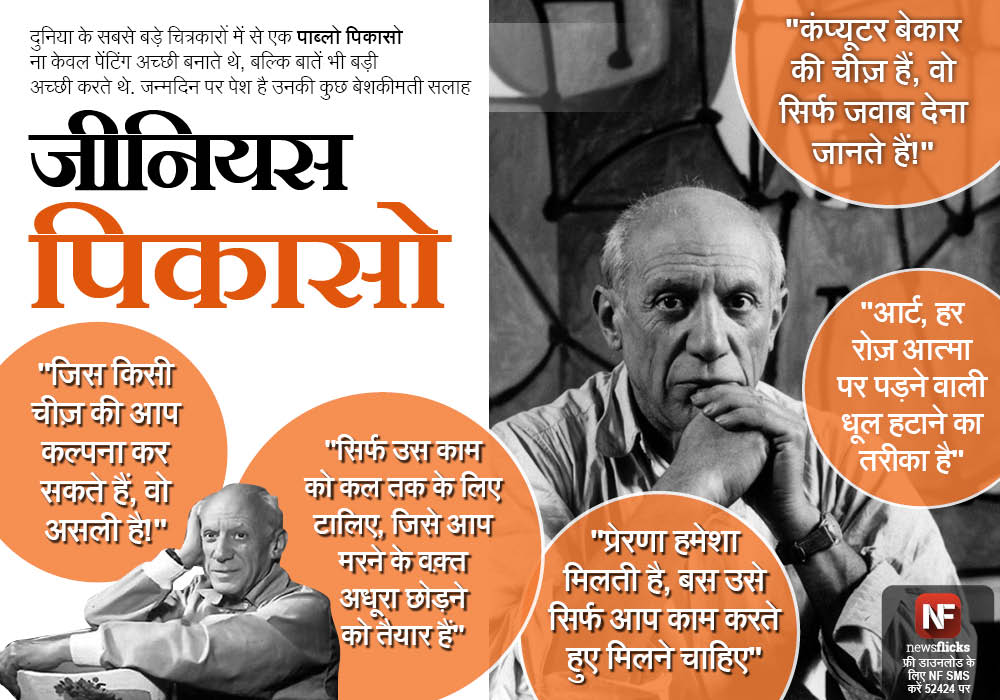 दुनिया के सबसे बड़े चित्रकारों में से एक पाब्लो पिकासो
ना केवल पेंटिंग अच्छी बनाते थे, बल्कि बातें भी बड़ी
अच्छी करते थे. जन्मदिन पर पेश है उनकी कुछ बेशकीमती सलाह
जीनियस
पिकासो
"जिस किसी
चीज़ की आप
कल्पना कर
सकते हैं, वो
असली है!"
"सिर्फ उस काम
को कल तक के लिए
टालिए, जिसे आप
मरने के वक़्त
अधूरा छोड़ने
को तैयार हैं"
"कंप्यूटर बेकार
की चीज़ हैं, वो
सिर्फ जवाब देना
जानते हैं!"
"आर्ट, हर
रोज़ आत्मा
पर पड़ने वाली
धूल हटाने का
तरीका है"
"प्रेरणा हमेशा
मिलती है, बस उसे
सिर्फ आप काम करते
हुए मिलने चाहिए"
NF
newsflicks
फ्री डाउनलोड के
लिए NF SMS
करें 52424 पर